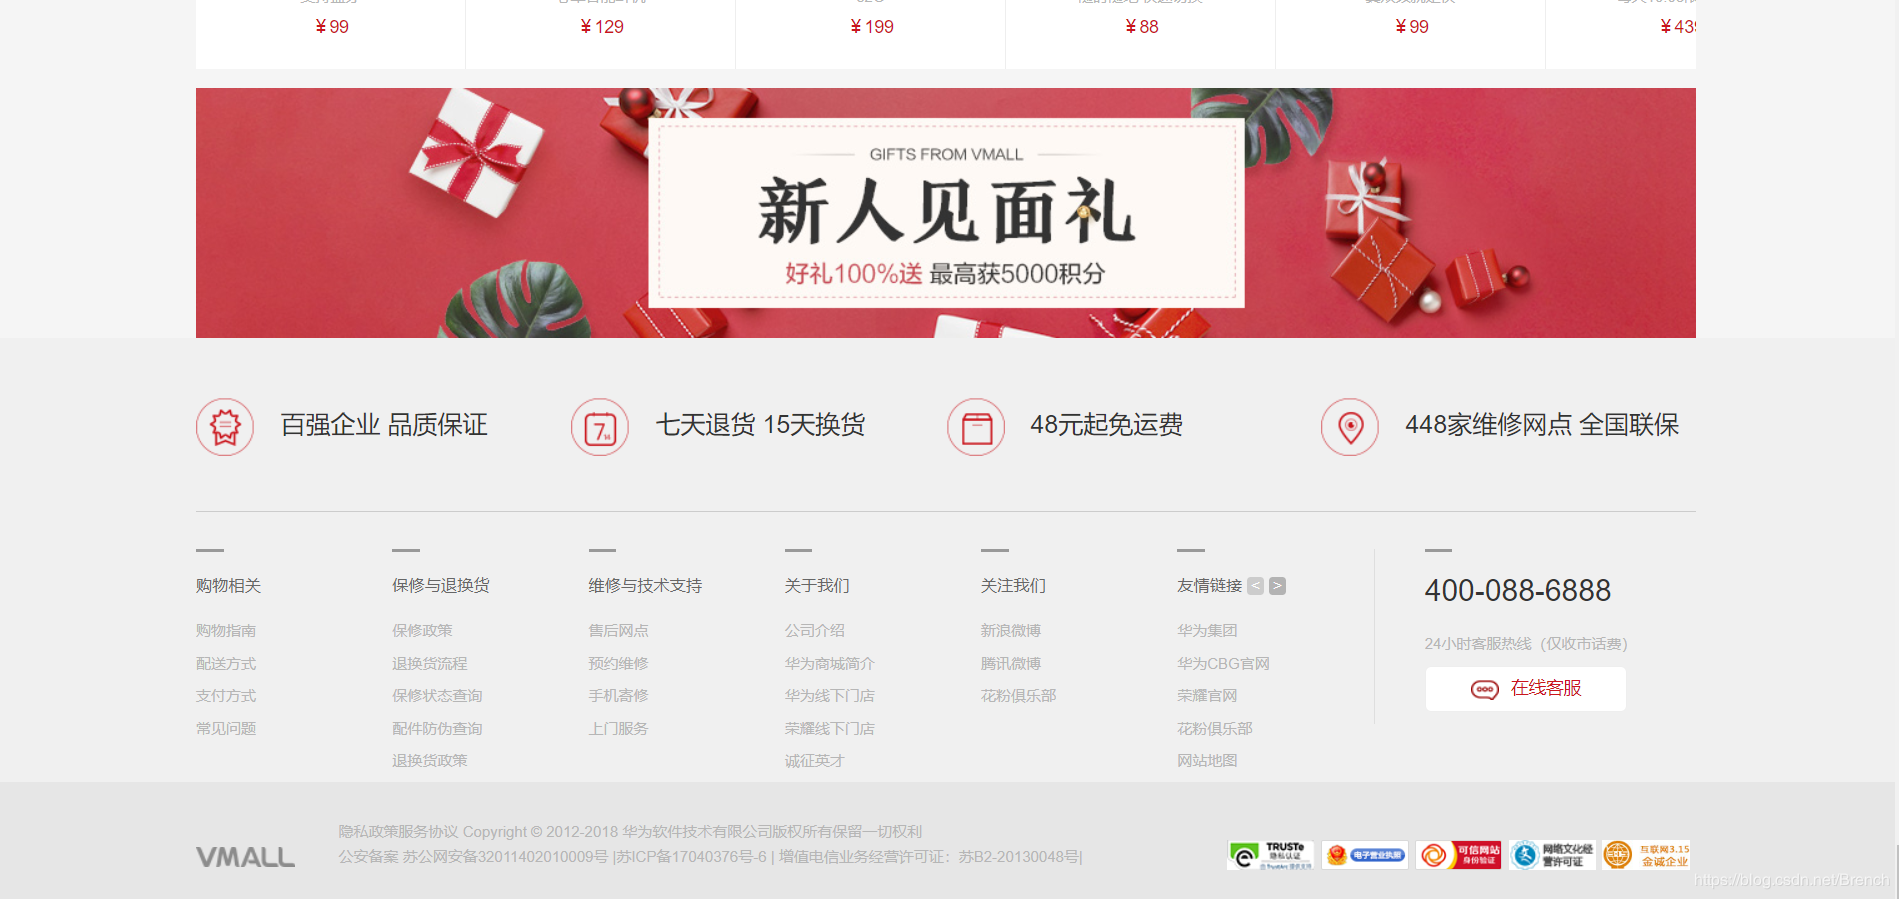 ¥ 99
¥ 129
¥ 199
¥ 88
¥ 99
¥ 439
GIFTS FROM VMALL
新人见面礼
好礼100%送 最高获5000积分
百强企业 品质保证
七天退货 15天换货
48元起免运费
448家维修网点 全国联保
购物相关
购物指南
配送方式
支付方式
常见问题
保修与退换货
保修政策
退换货流程
保修状态查询
配件防伪查询
退换货政策
维修与技术支持
售后网点
预约维修
手机寄修
上门服务
关于我们
公司介绍
华为商城简介
华为线下门店
荣耀线下门店
诚征英才
关注我们
新浪微博
腾讯微博
花粉俱乐部
友情链接 < >
华为集团
华为CBG官网
荣耀官网
花粉俱乐部
网站地图
400-088-6888
24小时客服热线（仅收市话费）
在线客服
VMALL
隐私政策服务协议 Copyright © 2012-2018 华为软件技术有限公司版权所有保留一切权利
公安备案 苏公网安备32011402010009号 |苏ICP备17040376号-6 | 增值电信业务经营许可证：苏B2-20130048号|
TRUSTe
隐私认证
电子营业执照
可信网站
身份验证
网络文化经
营许可证
互联网3.15
金诚企业
https://blog.csdn.net/Brench